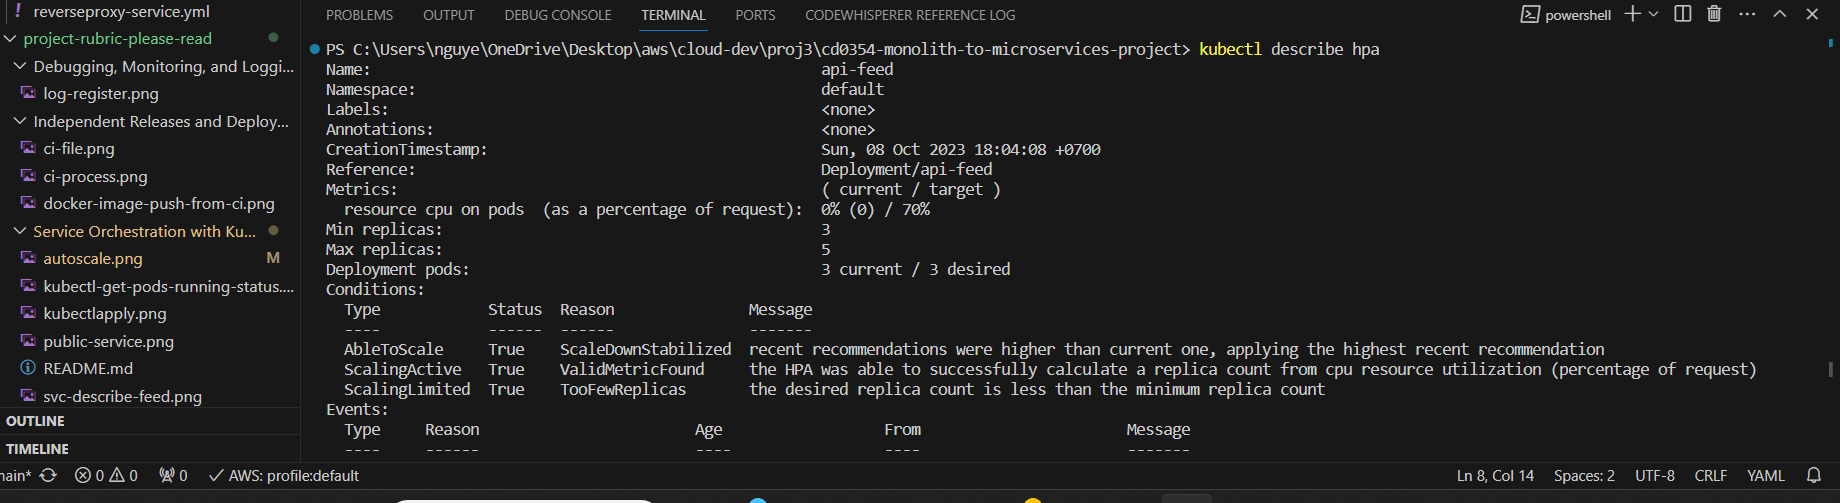 ! reverseproxy-service.yml
project-rubric-please-read
Debugging, Monitoring, and Loggi...
log-register.png
Independent Releases and Deploy...
ci-file.png
ci-process.png
docker-image-push-from-ci.png
Service Orchestration with Ku...
autoscale.png M
kubectl-get-pods-running-status....
kubectlapply.png
public-service.png
README.md
svc-describe-feed.png
OUTLINE
TIMELINE
PROBLEMS OUTPUT DEBUG CONSOLE TERMINAL PORTS CODEWHISPERER REFERENCE LOG
powershell
PS C:\Users\nguye\OneDrive\Desktop\aws\cloud-dev\proj3\cd0354-monolith-to-microservices-project> kubectl describe hpa
Name: api-feed
Namespace: default
Labels: <none>
Annotations: <none>
CreationTimestamp: Sun, 08 Oct 2023 18:04:08 +0700
Reference: Deployment/api-feed
Metrics: ( current / target )
resource cpu on pods (as a percentage of request): 0% (0) / 70%
Min replicas: 3
Max replicas: 5
Deployment pods: 3 current / 3 desired
Conditions:
Type Status Reason Message
---- ------ ------ -------
AbleToScale True ScaleDownStabilized recent recommendations were higher than current one, applying the highest recent recommendation
ScalingActive True ValidMetricFound the HPA was able to successfully calculate a replica count from cpu resource utilization (percentage of request)
ScalingLimited True TooFewReplicas the desired replica count is less than the minimum replica count
Events:
Type Reason Age From Message
---- ------ ---- ---- -------
main* 0 0 0 AWS: profile:default Ln 8, Col 14 Spaces: 2 UTF-8 CRLF YAML